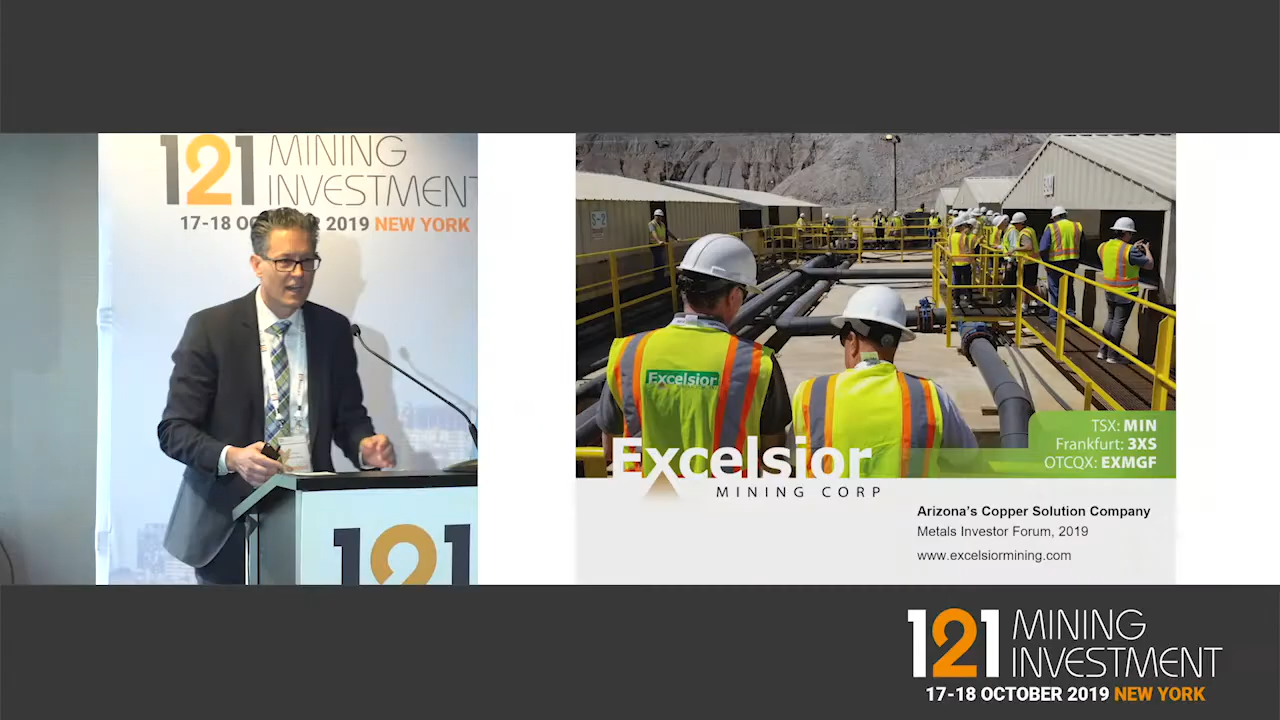 121 MINING
INVESTMENT
17-18 OCTOBER 2019 NEW YORK
121
S-2
Excelsior
TSX: MIN
Frankfurt: 3XS
OTCQX: EXMGF
Excelsior
MINING CORP
Arizona's Copper Solution Company
Metals Investor Forum, 2019
www.excelsiormining.com
121 MINING
INVESTMENT
17-18 OCTOBER 2019 NEW YORK